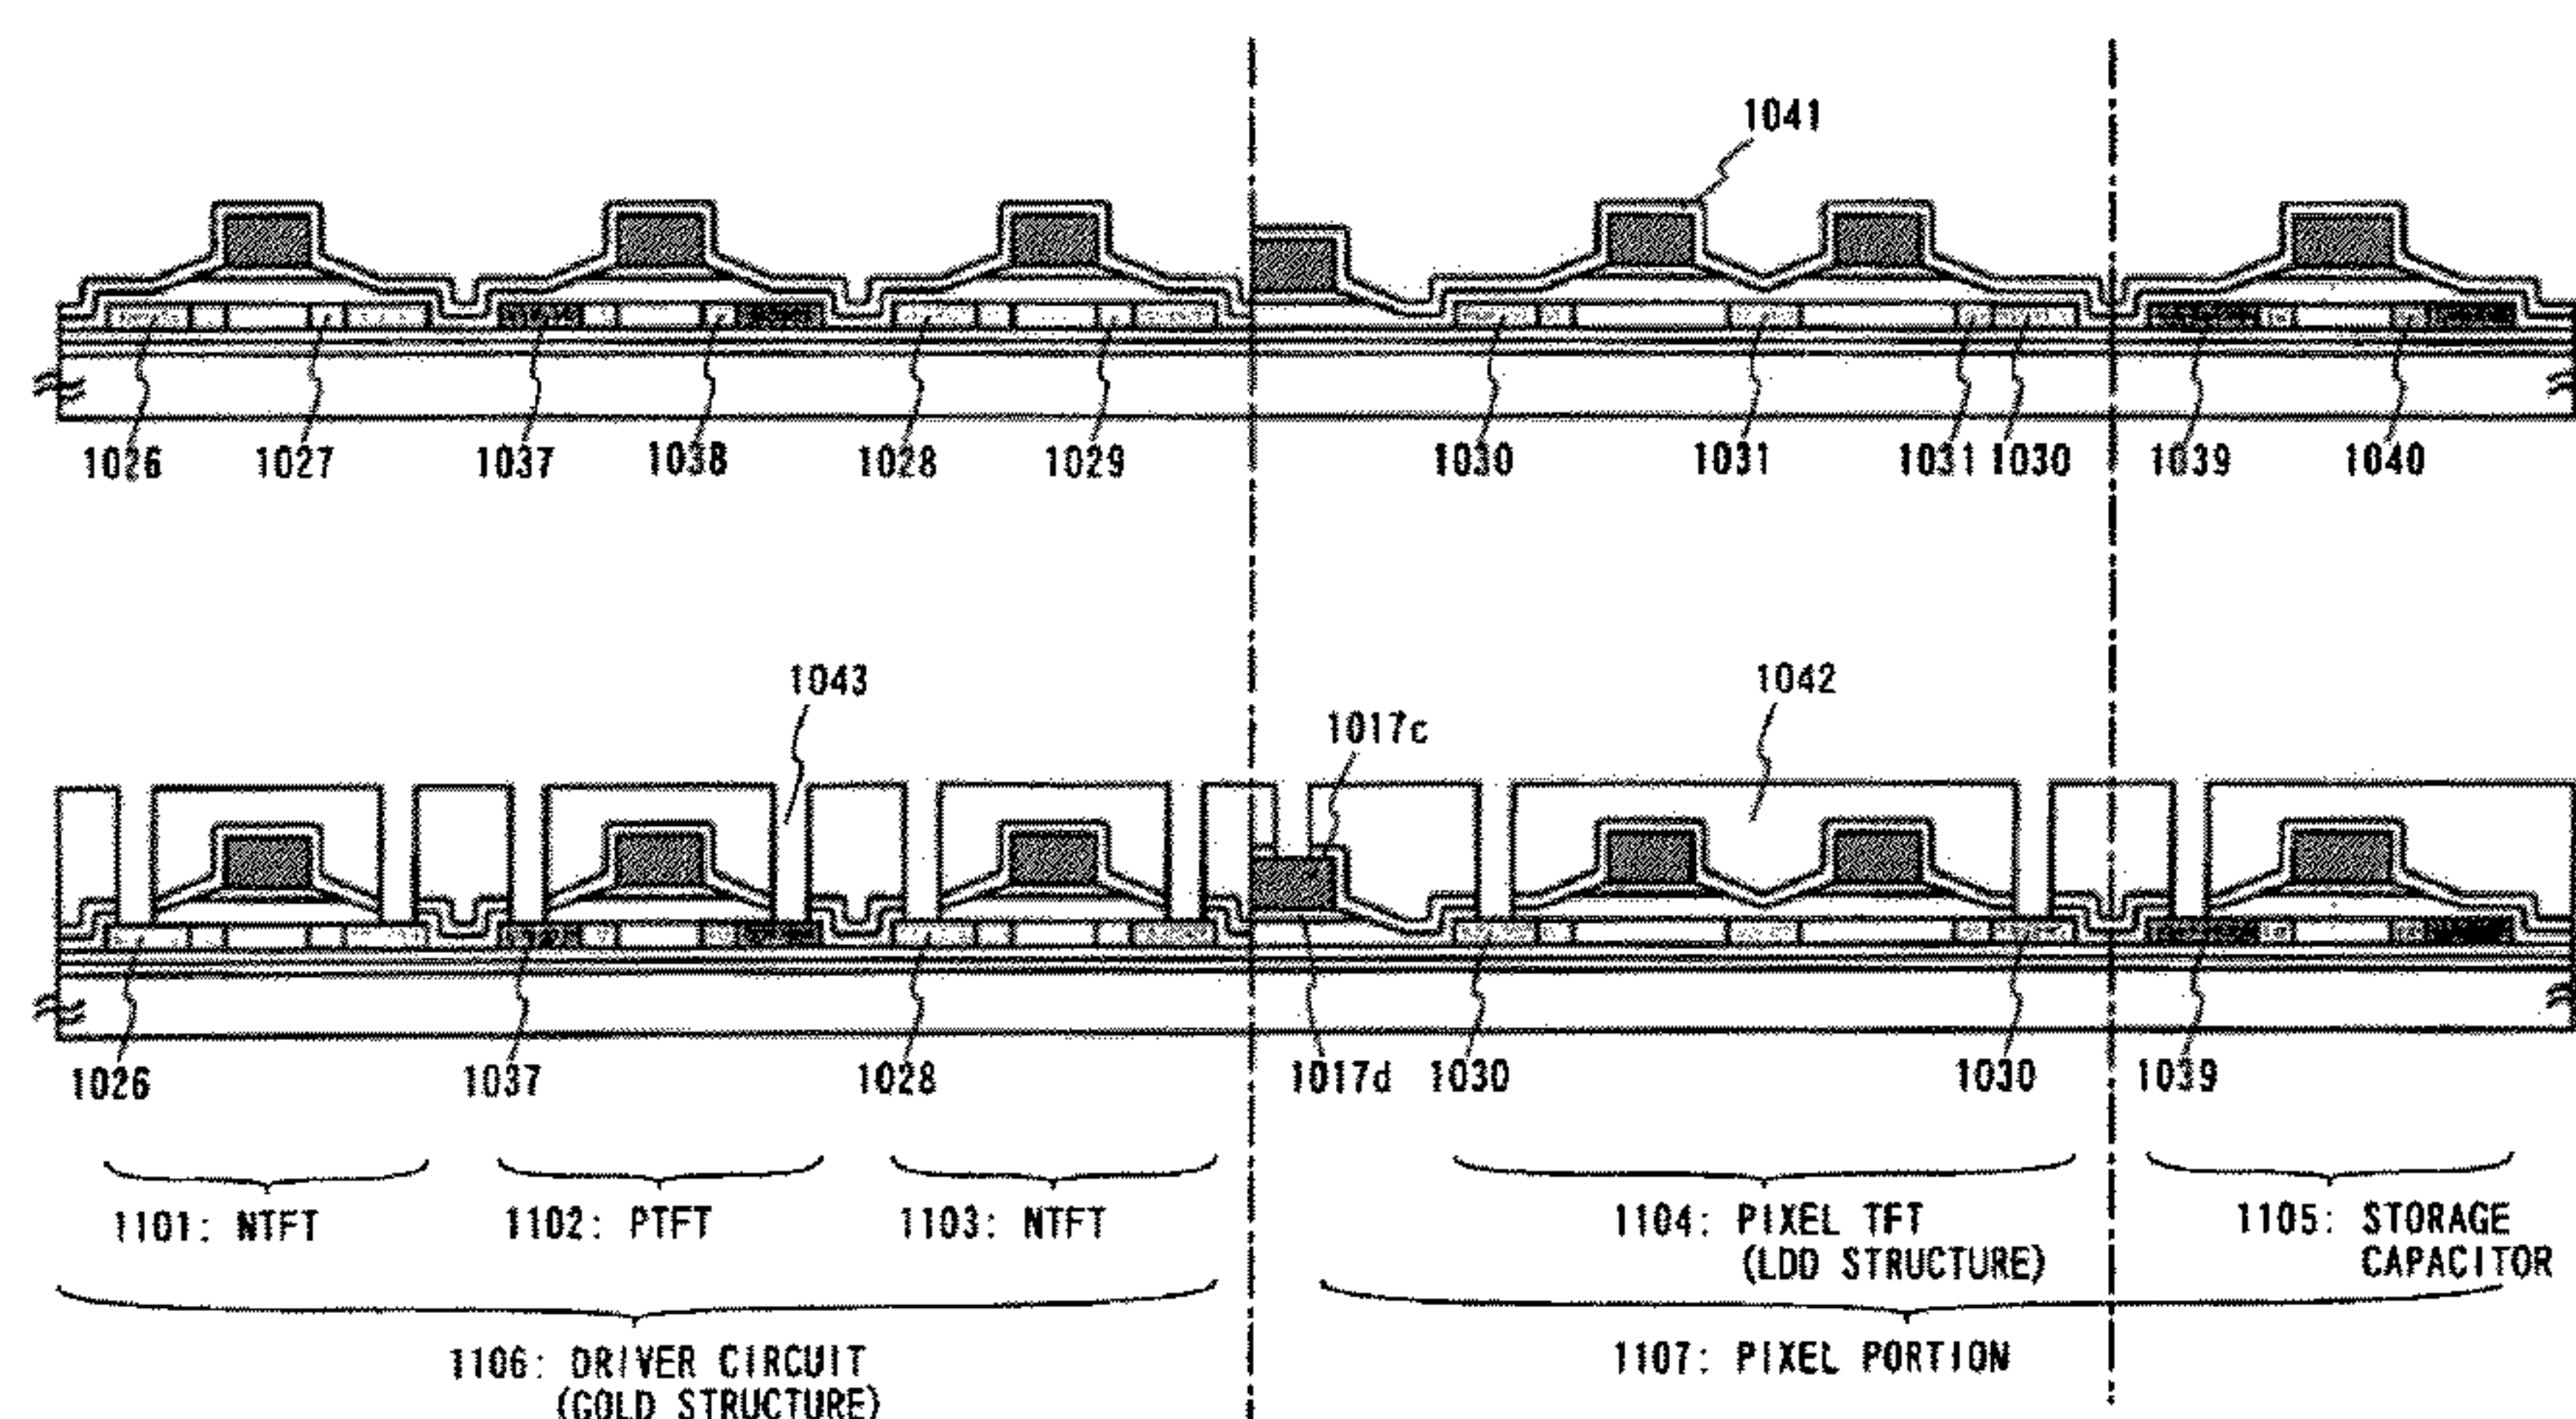 1041
1026 1027 1037 1038 1028 1029 1030 1031 1031 1030 1039 1040
1043 1042
1017c
1026 1037 1028 1017d 1030 1030 1039
1101: NTFT 1102: PTFT 1103: NTFT 1104: PIXEL TFT 1105: STORAGE
(LDD STRUCTURE) CAPACITOR
1106: DRIVER CIRCUIT 1107: PIXEL PORTION
(GOLD STRUCTURE)